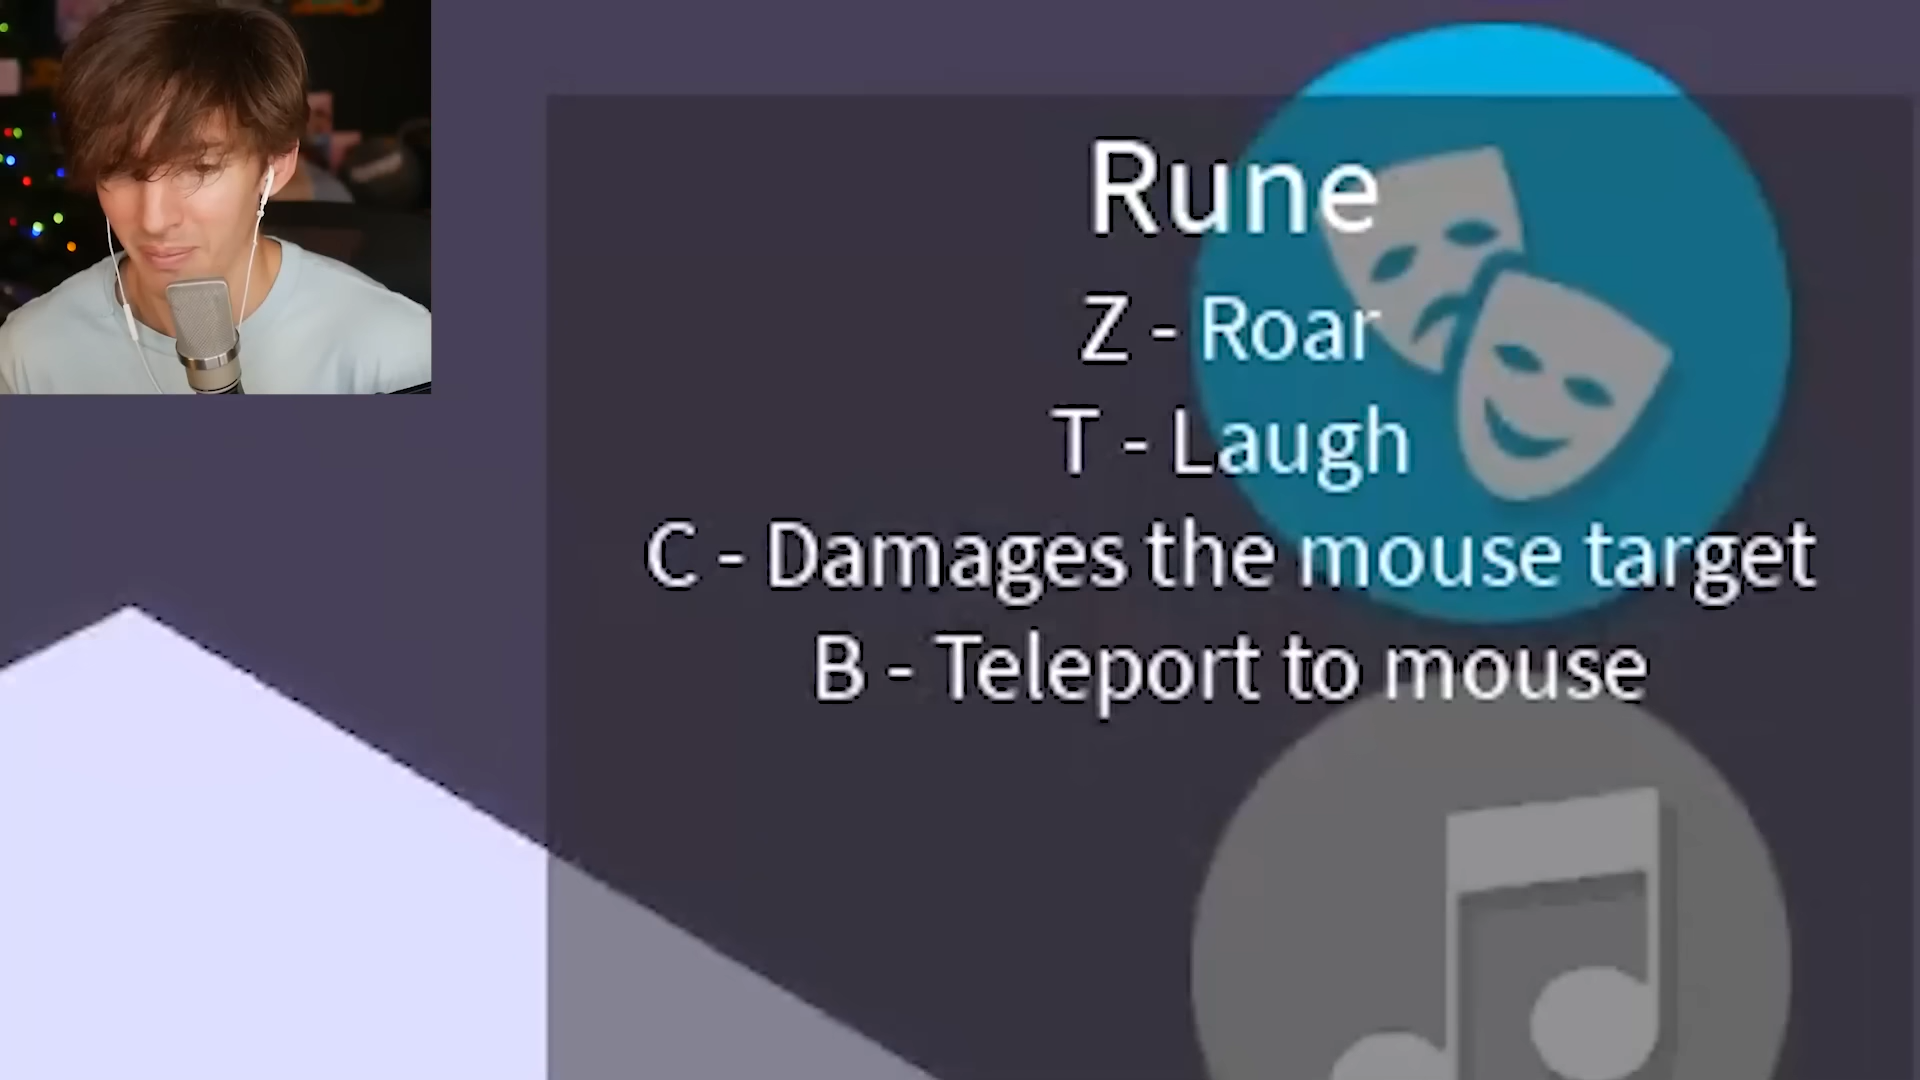 Rune
Z - Roar
T - Laugh
C - Damages the mouse target
B - Teleport to mouse